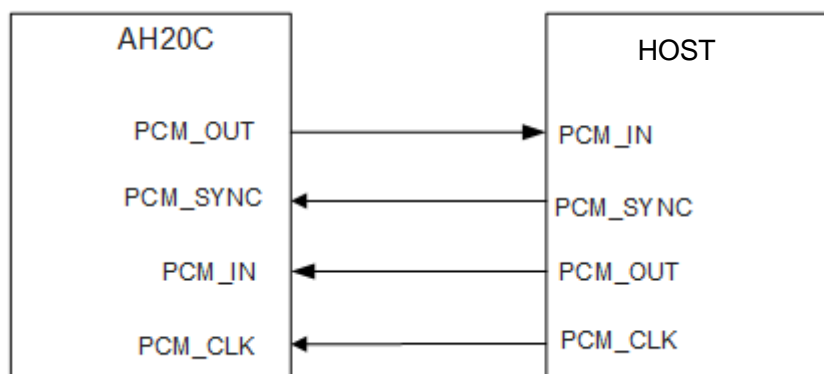 AH20C
HOST
PCM_OUT
PCM_IN
PCM_SYNC
PCM_SYNC
PCM_IN
PCM_OUT
PCM_CLK
PCM_CLK